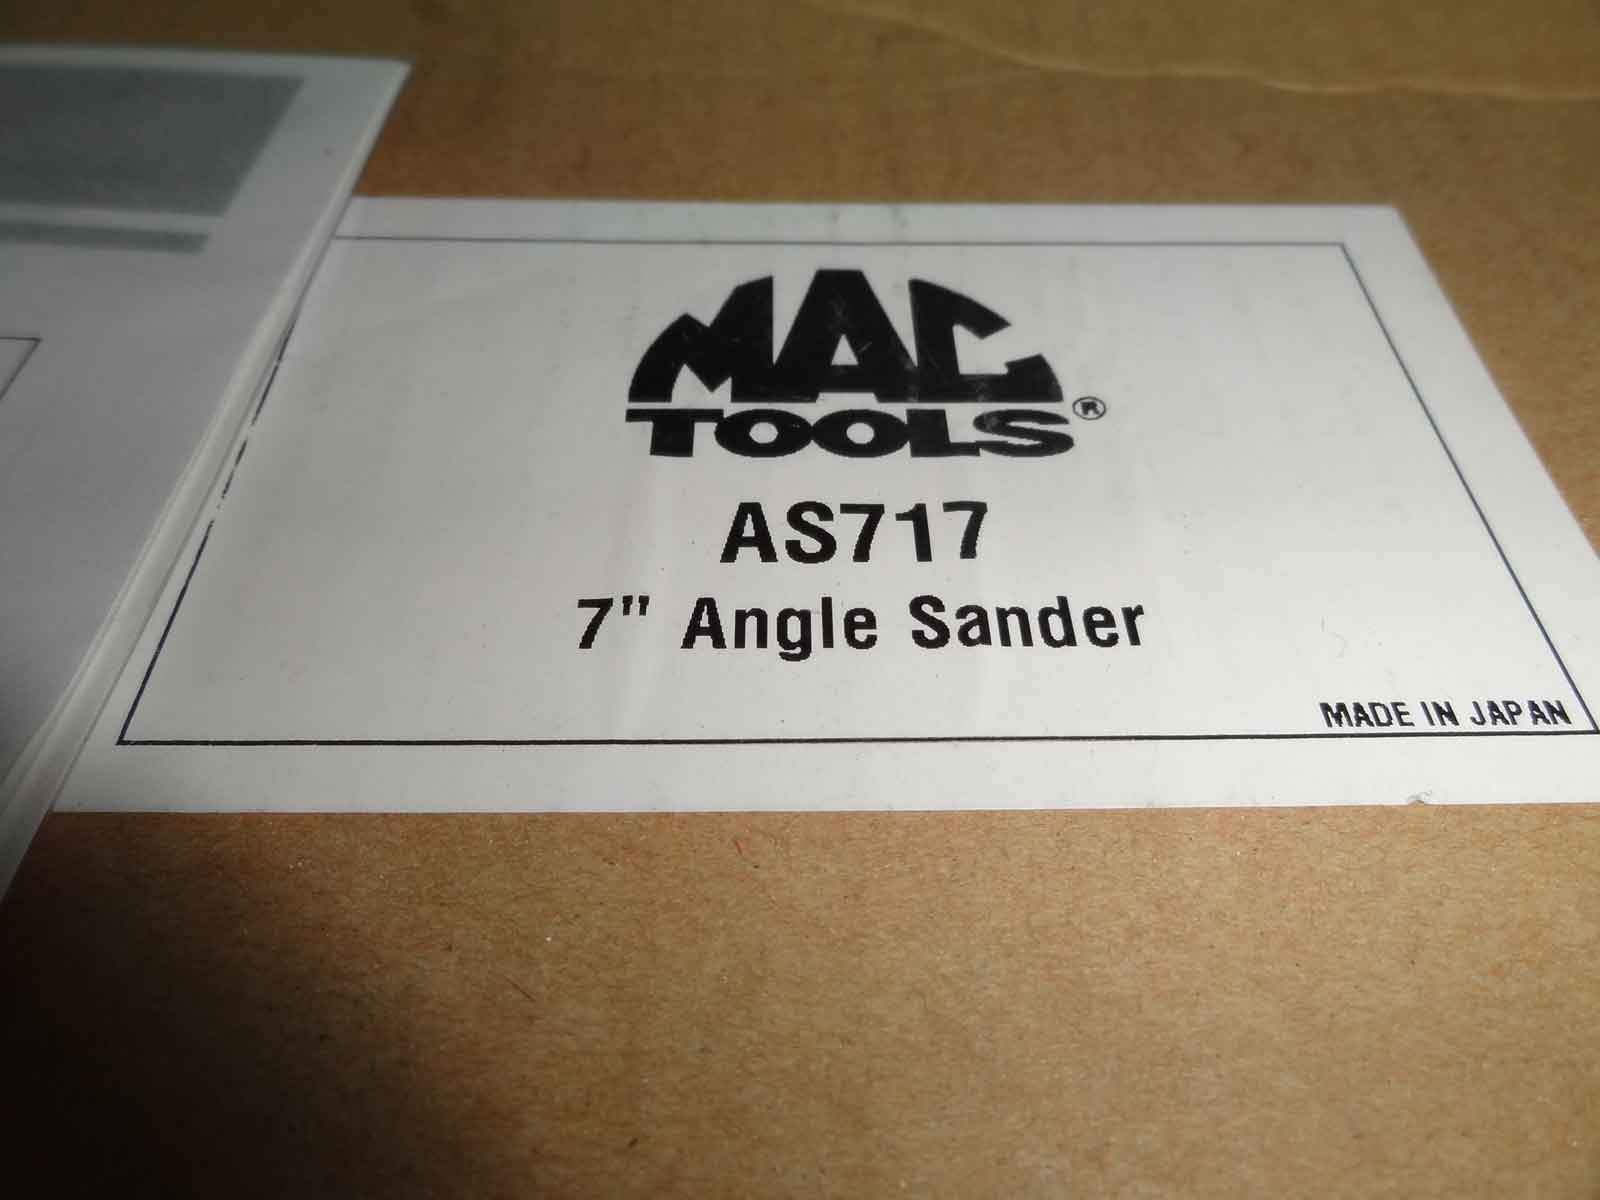 MAC
TOOLS®
AS717
7" Angle Sander
MADE IN JAPAN